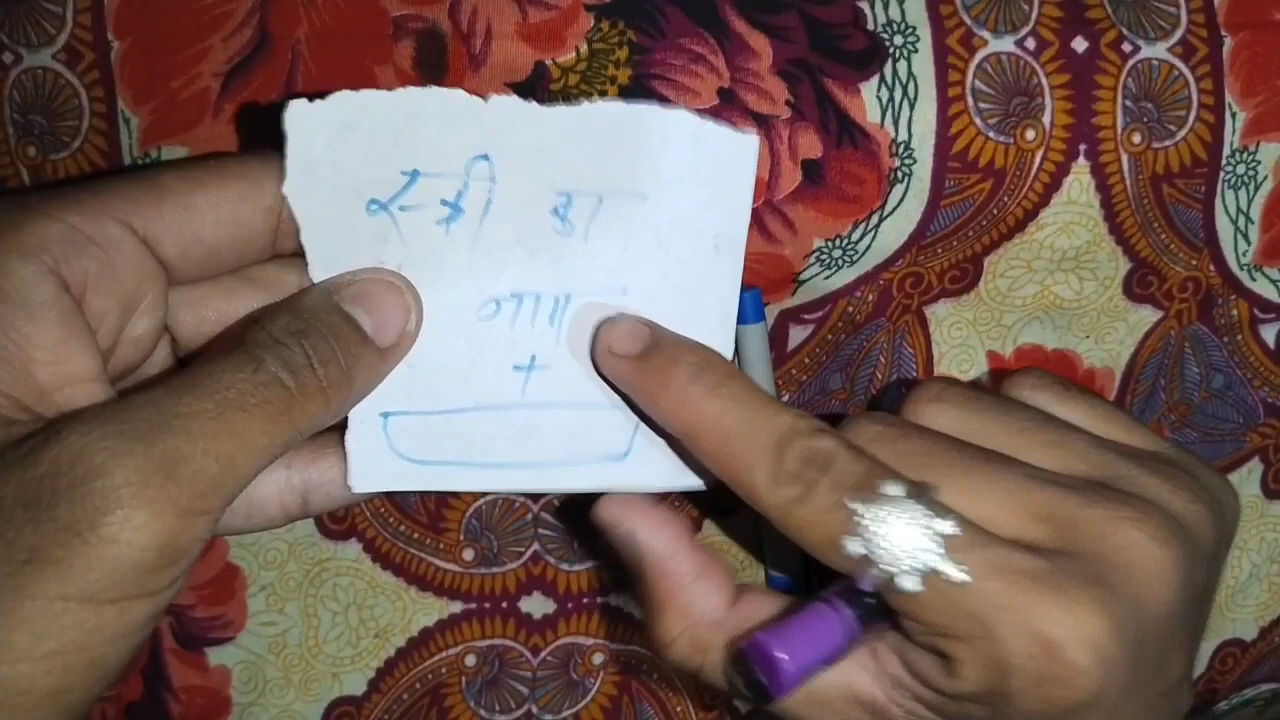 स्त्री का
नाम
+